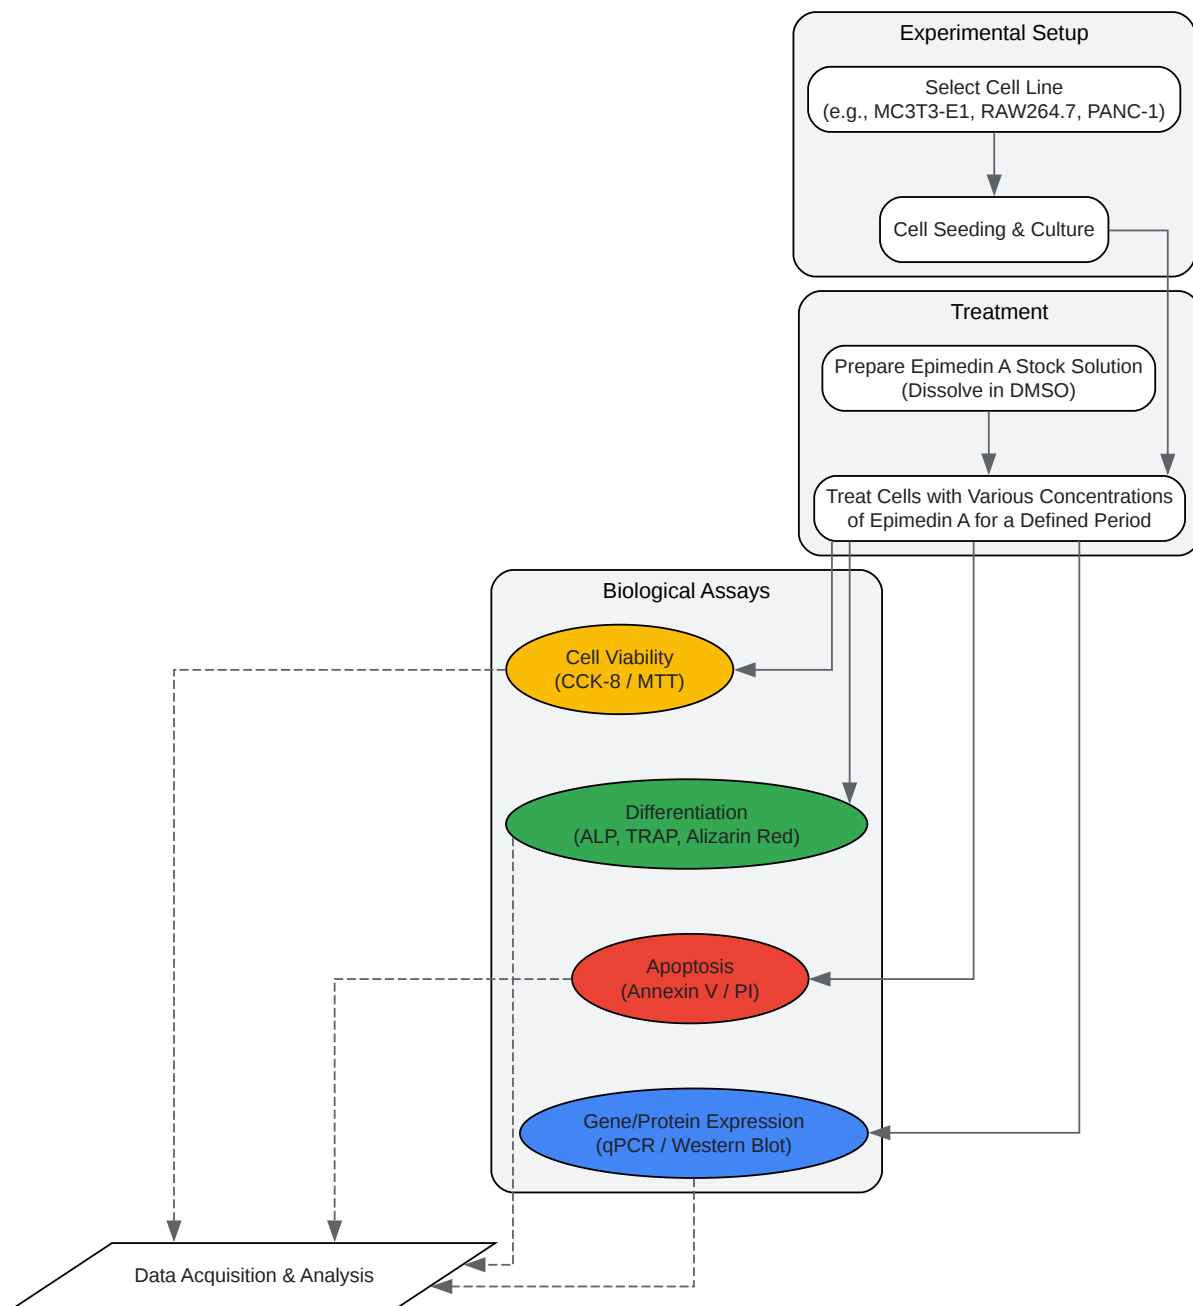 Experimental Setup
Select Cell Line
(e.g., MC3T3-E1, RAW264.7, PANC-1)
Cell Seeding & Culture
Treatment
Prepare Epimedin A Stock Solution
(Dissolve in DMSO)
Treat Cells with Various Concentrations
of Epimedin A for a Defined Period
Biological Assays
Cell Viability
(CCK-8 / MTT)
Differentiation
(ALP, TRAP, Alizarin Red)
Apoptosis
(Annexin V / PI)
Gene/Protein Expression
(qPCR / Western Blot)
Data Acquisition & Analysis